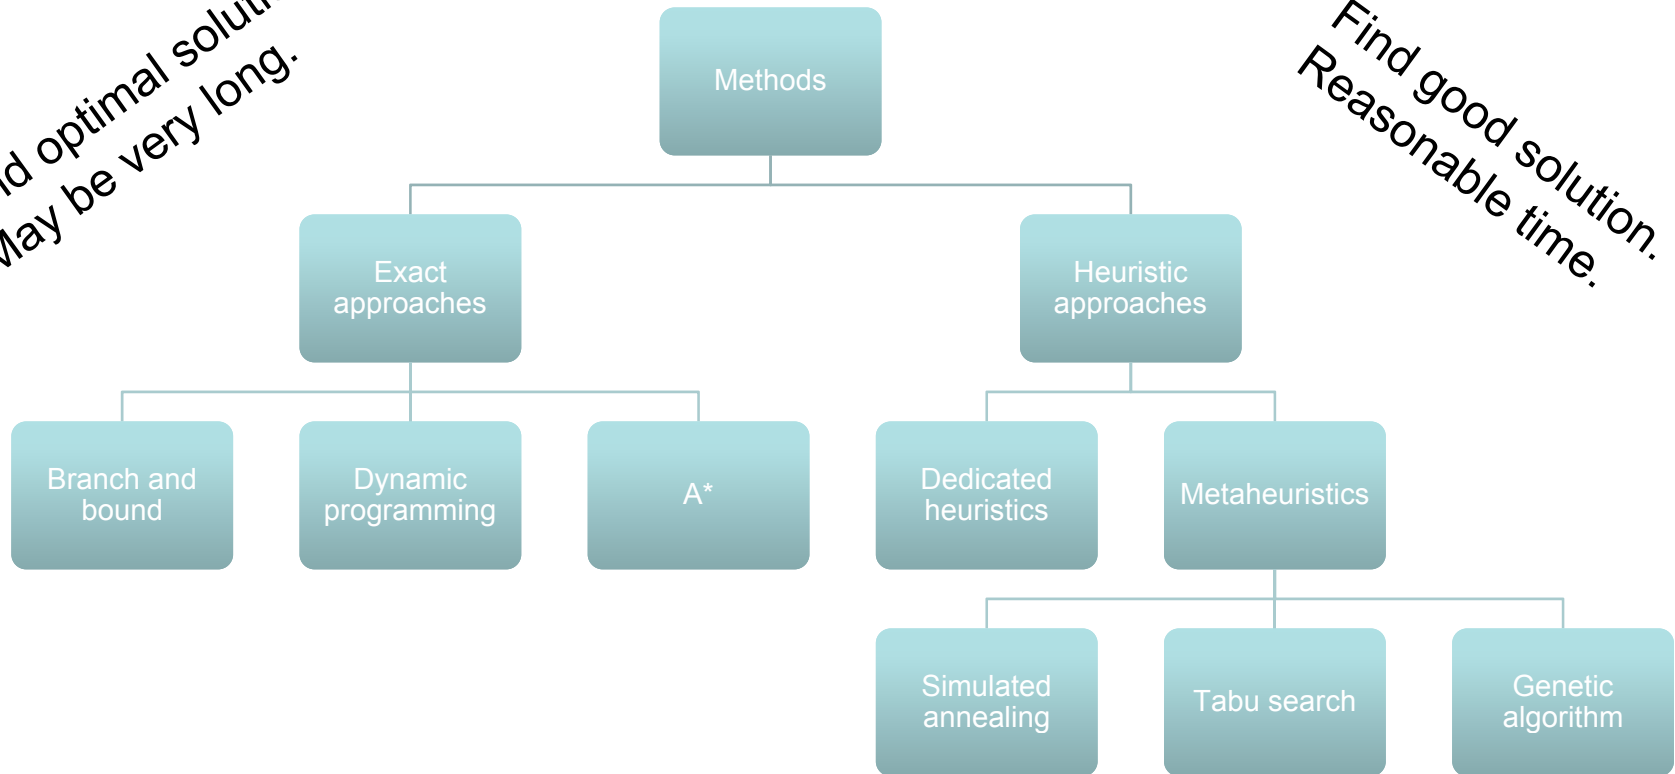 optimal
May be very long.
Find good solution.
Reasonable time.
Methods
Exact
approaches
Heuristic
approaches
Branch and
bound
Dynamic
programming
A*
Dedicated
heuristics
Metaheuristics
Simulated
annealing
Tabu search
Genetic
algorithm